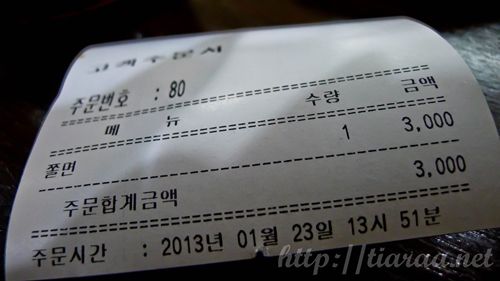 고객주문서
주문번호 : 80
메 뉴 수량 금액
쫄면 1 3,000
3,000
주문합계금액
주문시간 : 2013년 01월 23일 13시 51분
http://tiaraa.net